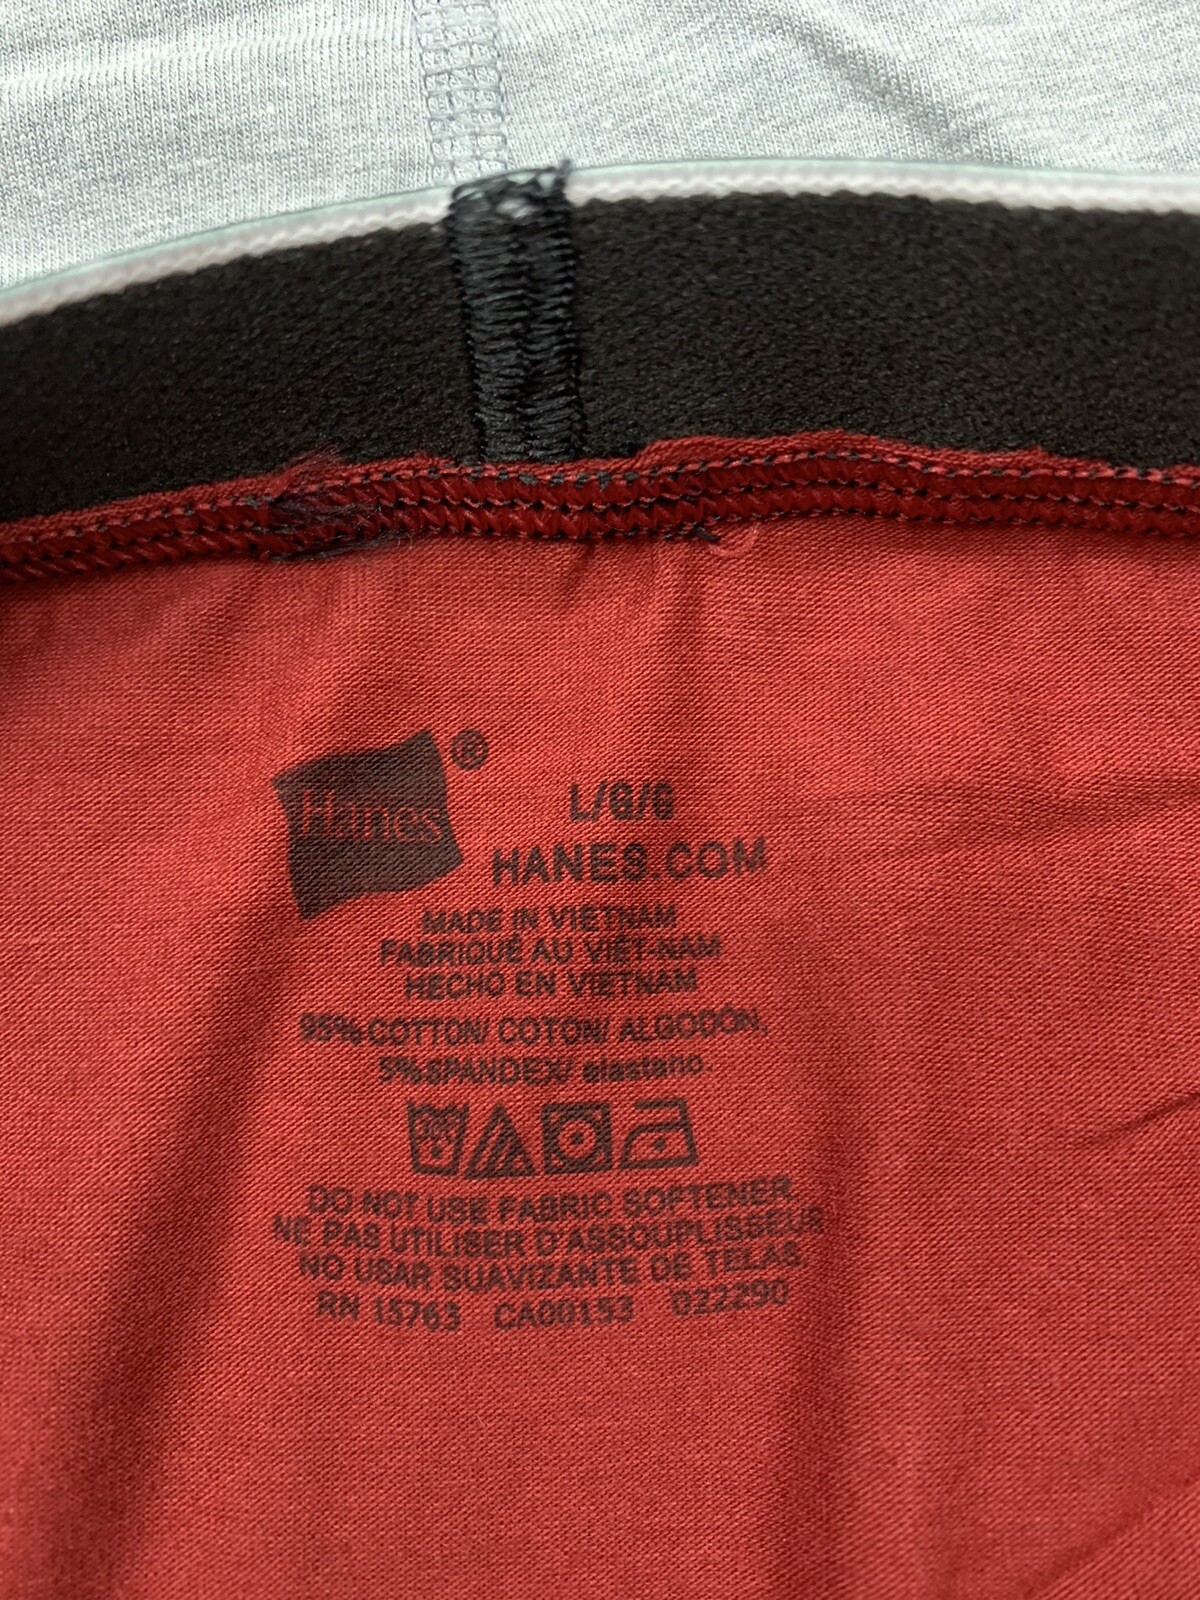 Hanes®
L/G/G
HANES.COM
MADE IN VIETNAM
FABRIQUÉ AU VIÊT-NAM
HECHO EN VIETNAM
95% COTTON/ COTON/ ALGODÓN,
5%SPANDEX/ elastano.
DO NOT USE FABRIC SOFTENER
NE PAS UTILISER D'ASSOUPLISSEUR
NO USAR SUAVIZANTE DE TELAS
RN 15763 CA00153 022290